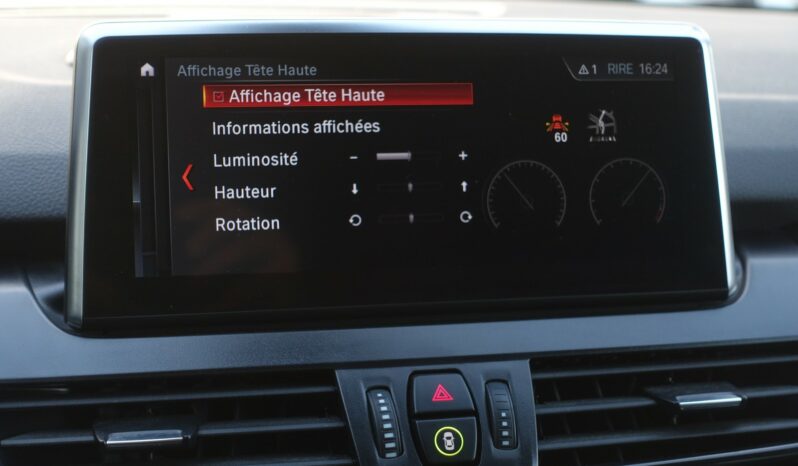 Affichage Tête Haute
1 RIRE 16:24
Affichage Tête Haute
Informations affichées
60
Luminosité - +
Hauteur
Rotation